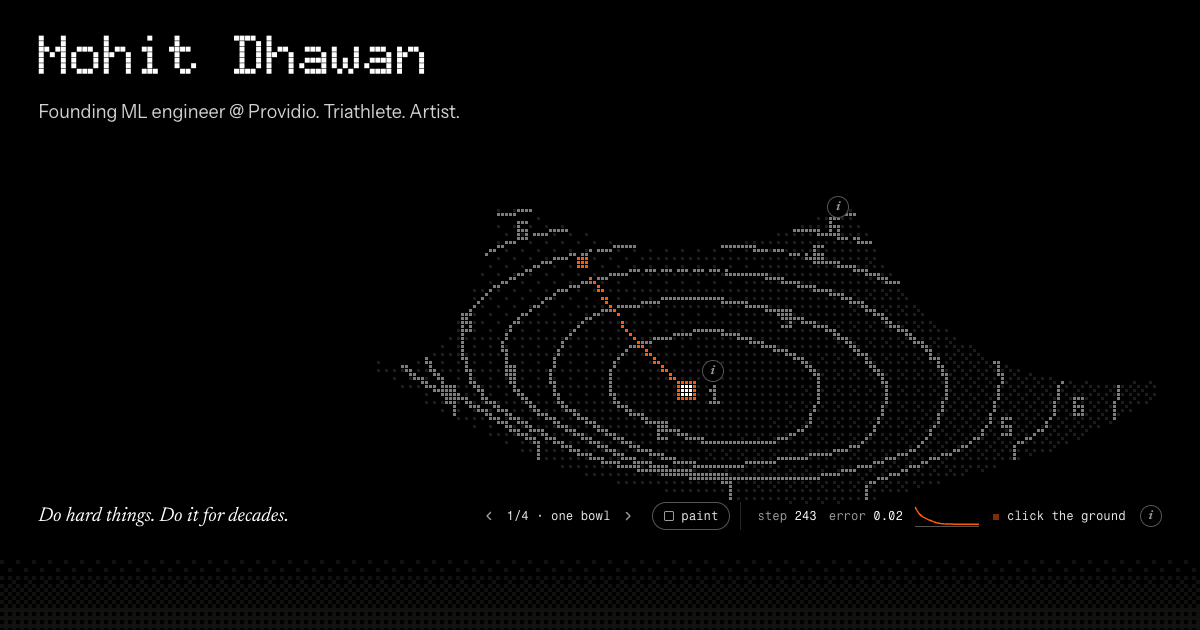 Mohit Dhawan
Founding ML engineer @ Providio. Triathlete. Artist.
i
i
Do hard things. Do it for decades.
‹ 1/4 · one bowl › paint step 243 error 0.02 click the ground i